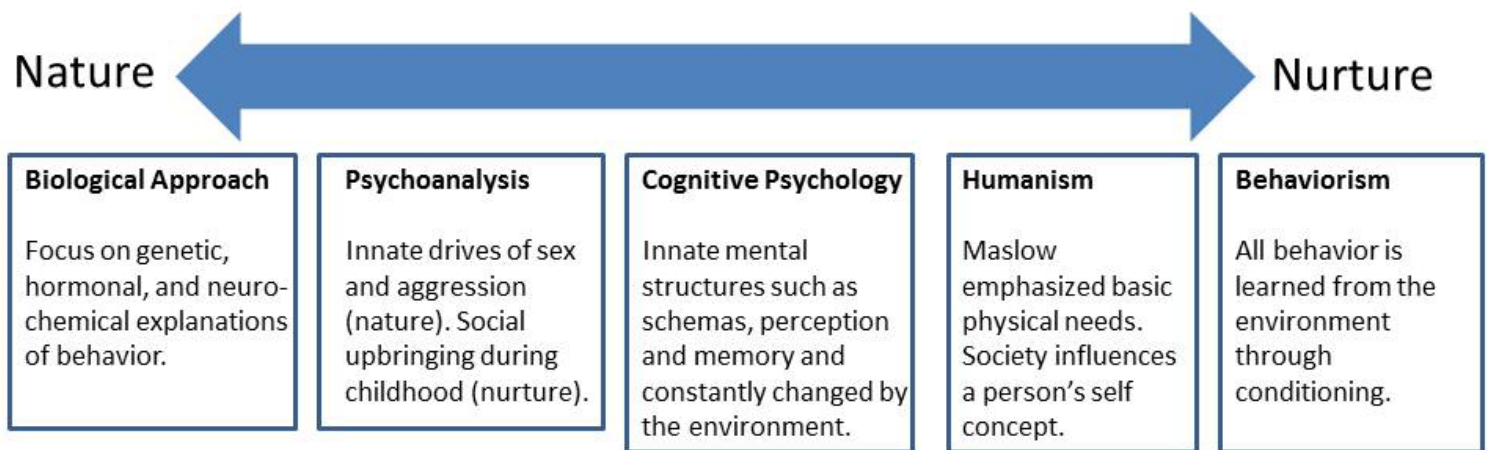 Nature
Nurture
Biological Approach
Focus on genetic,
hormonal, and neuro-
chemical explanations
of behavior.
Psychoanalysis
Innate drives of sex
and aggression
(nature). Social
upbringing during
childhood (nurture).
Cognitive Psychology
Innate mental
structures such as
schemas, perception
and memory and
constantly changed by
the environment.
Humanism
Maslow
emphasized basic
physical needs.
Society influences
a person's self
concept.
Behaviorism
All behavior is
learned from the
environment
through
conditioning.